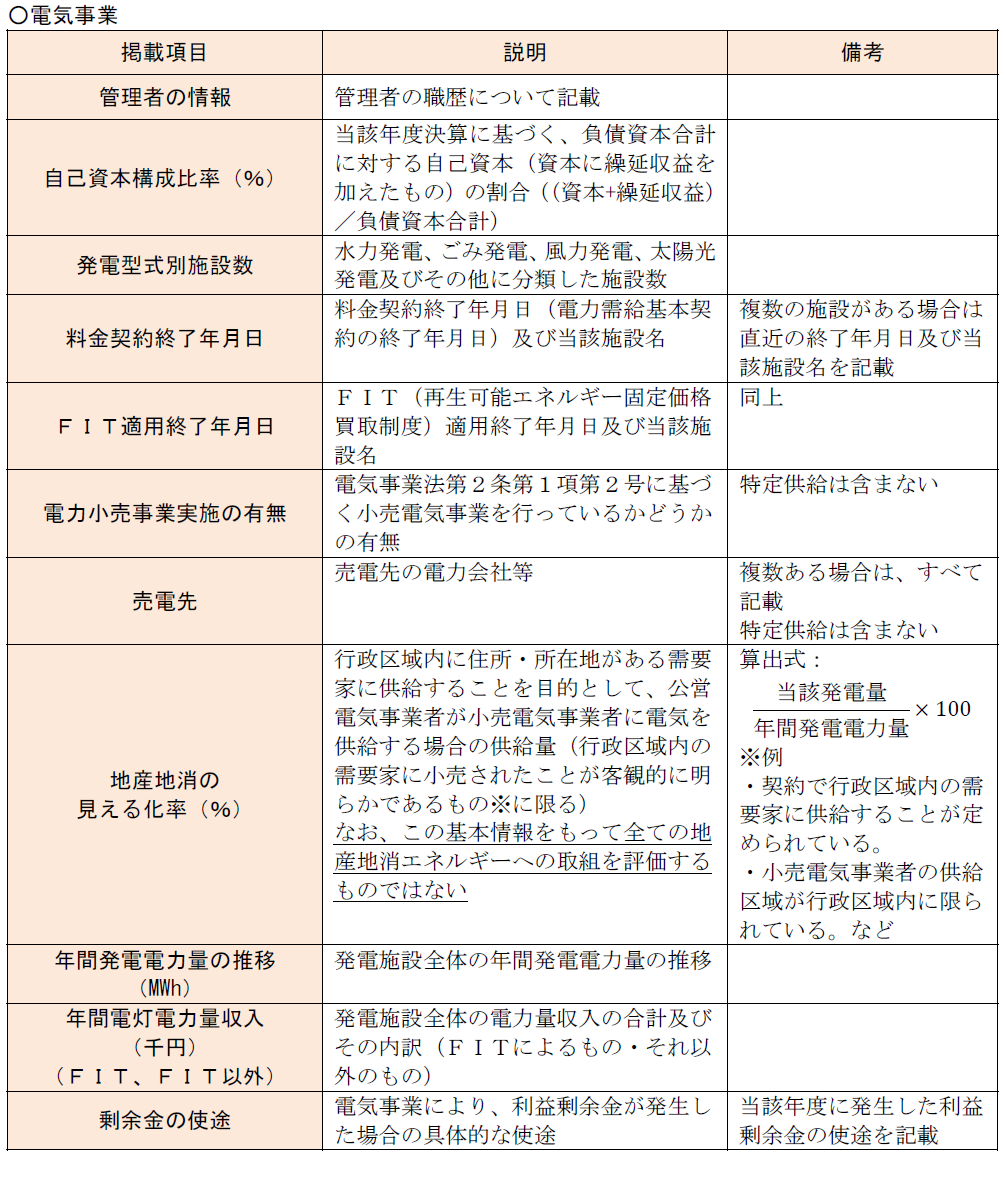 〇電気事業
掲載項目
説明
備考
管理者の情報
管理者の職歴について記載
自己資本構成比率（％）
当該年度決算に基づく、負債資本合計
に対する自己資本（資本に繰延収益を
加えたもの）の割合（（資本+繰延収益）
／負債資本合計）
発電型式別施設数
水力発電、ごみ発電、風力発電、太陽光
発電及びその他に分類した施設数
料金契約終了年月日
料金契約終了年月日（電力需給基本契
約の終了年月日）及び当該施設名
複数の施設がある場合は
直近の終了年月日及び当
該施設名を記載
ＦＩＴ適用終了年月日
ＦＩＴ（再生可能エネルギー固定価格
買取制度）適用終了年月日及び当該施
設名
同上
電力小売事業実施の有無
電気事業法第２条第１項第２号に基づ
く小売電気事業を行っているかどうか
の有無
特定供給は含まない
売電先
売電先の電力会社等
複数ある場合は、すべて
記載
特定供給は含まない
地産地消の
見える化率（％）
行政区域内に住所・所在地がある需要
家に供給することを目的として、公営
電気事業者が小売電気事業者に電気を
供給する場合の供給量（行政区域内の
需要家に小売されたことが客観的に明
らかであるもの※に限る）
なお、この基本情報をもって全ての地
産地消エネルギーへの取組を評価する
ものではない
算出式：
当該発電量
年間発電電力量
× 100
※例
・契約で行政区域内の需
要家に供給することが定
められている。
・小売電気事業者の供給
区域が行政区域内に限ら
れている。など
年間発電電力量の推移
（MWh）
発電施設全体の年間発電電力量の推移
年間電灯電力量収入
（千円）
（ＦＩＴ、ＦＩＴ以外）
発電施設全体の電力量収入の合計及び
その内訳（ＦＩＴによるもの・それ以
外のもの）
剰余金の使途
電気事業により、利益剰余金が発生し
た場合の具体的な使途
当該年度に発生した利益
剰余金の使途を記載